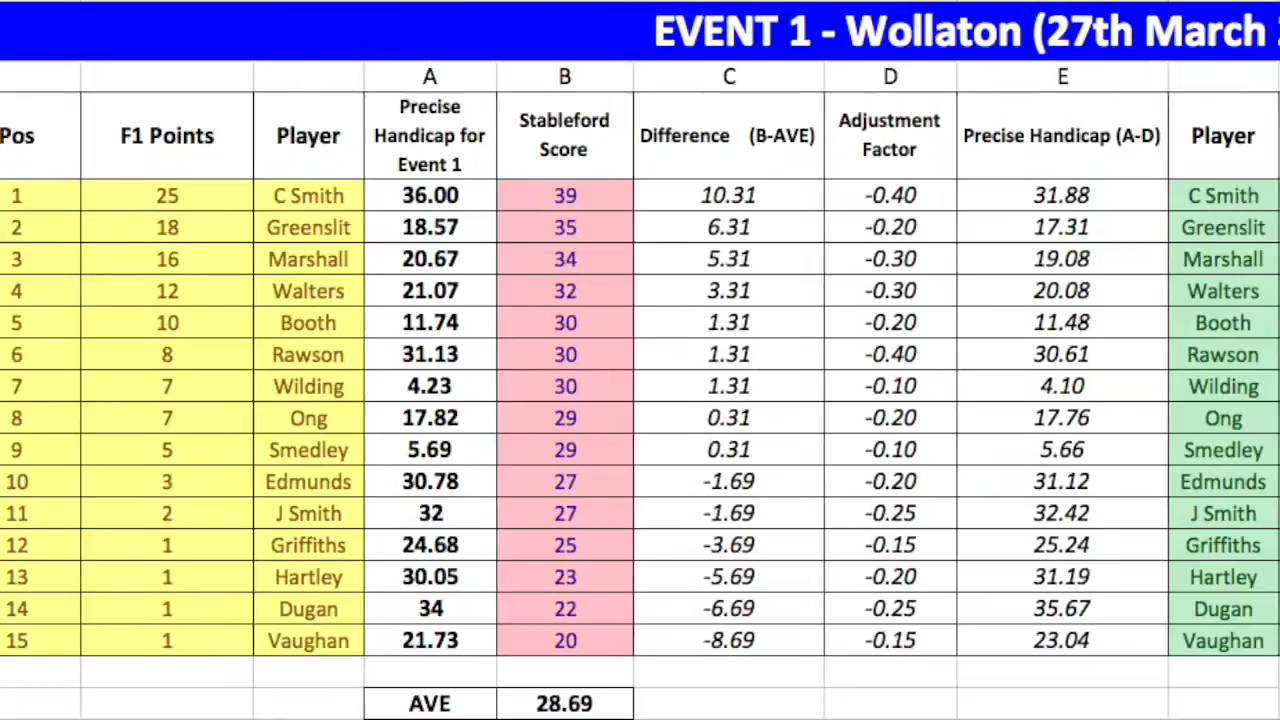 EVENT 1 - Wollaton (27th March
A B C D E
Pos F1 Points Player Precise Handicap for Event 1 Stableford Score Difference (B-AVE) Adjustment Factor Precise Handicap (A-D) Player
1 25 C Smith 36.00 39 10.31 -0.40 31.88 C Smith
2 18 Greenslit 18.57 35 6.31 -0.20 17.31 Greenslit
3 16 Marshall 20.67 34 5.31 -0.30 19.08 Marshall
4 12 Walters 21.07 32 3.31 -0.30 20.08 Walters
5 10 Booth 11.74 30 1.31 -0.20 11.48 Booth
6 8 Rawson 31.13 30 1.31 -0.40 30.61 Rawson
7 7 Wilding 4.23 30 1.31 -0.10 4.10 Wilding
8 7 Ong 17.82 29 0.31 -0.20 17.76 Ong
9 5 Smedley 5.69 29 0.31 -0.10 5.66 Smedley
10 3 Edmunds 30.78 27 -1.69 -0.20 31.12 Edmunds
11 2 J Smith 32 27 -1.69 -0.25 32.42 J Smith
12 1 Griffiths 24.68 25 -3.69 -0.15 25.24 Griffiths
13 1 Hartley 30.05 23 -5.69 -0.20 31.19 Hartley
14 1 Dugan 34 22 -6.69 -0.25 35.67 Dugan
15 1 Vaughan 21.73 20 -8.69 -0.15 23.04 Vaughan
AVE 28.69